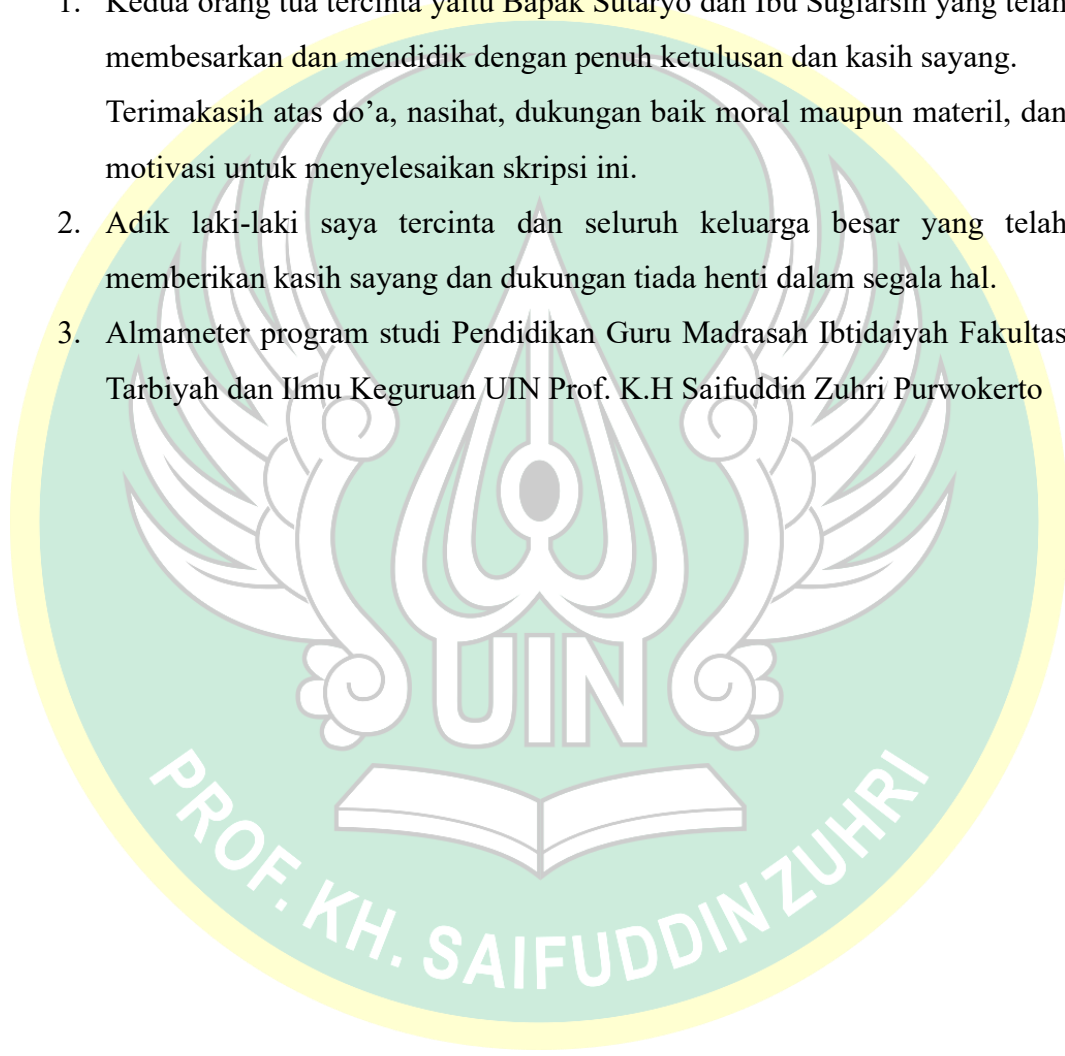 1. Kedua orang tua tercinta yaitu Bapak Sutaryo dan Ibu Sugiarsih yang telah
membesarkan dan mendidik dengan penuh ketulusan dan kasih sayang.
Terimakasih atas do’a, nasihat, dukungan baik moral maupun materil, dan
motivasi untuk menyelesaikan skripsi ini.
2. Adik laki-laki saya tercinta dan seluruh keluarga besar yang telah
memberikan kasih sayang dan dukungan tiada henti dalam segala hal.
3. Almameter program studi Pendidikan Guru Madrasah Ibtidaiyah Fakultas
Tarbiyah dan Ilmu Keguruan UIN Prof. K.H Saifuddin Zuhri Purwokerto
UIN
PROF. KH. SAIFUDDIN ZUHRI